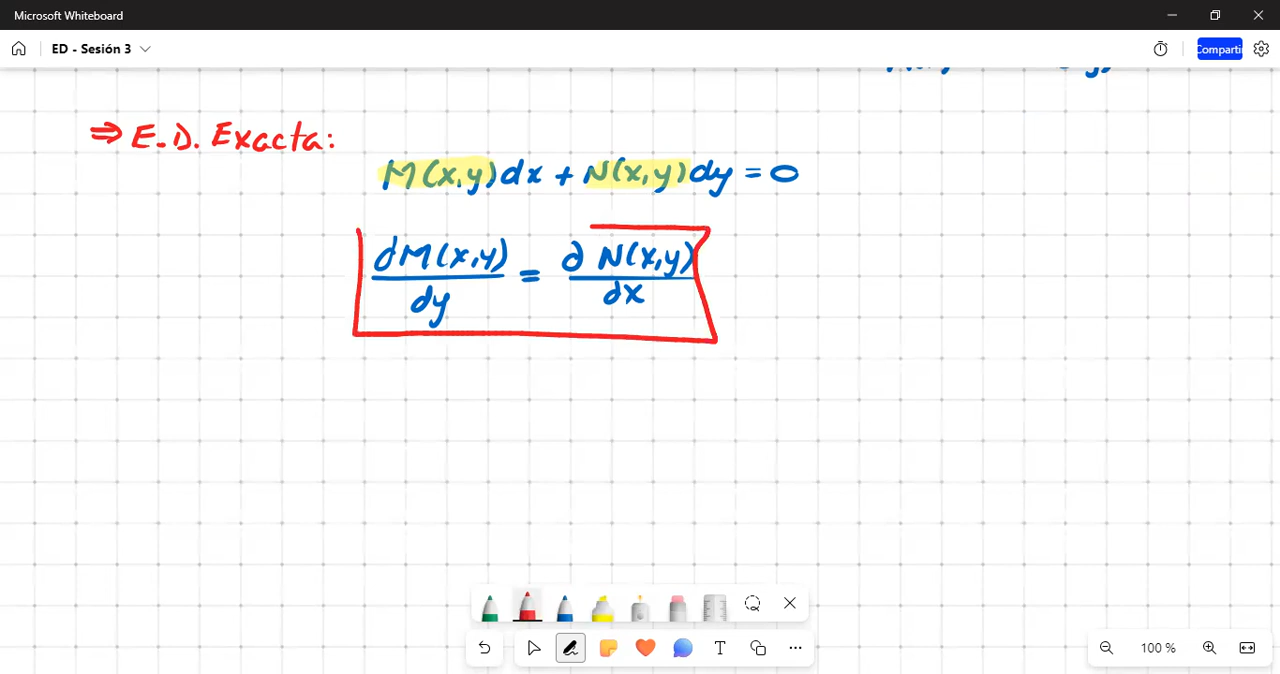 Microsoft Whiteboard
ED - Sesión 3
Comparti
⇒ E.D. Exacta:
M(x,y)dx + N(x,y)dy = 0
∂M(x,y)/∂y = ∂N(x,y)/∂x
T
100 %